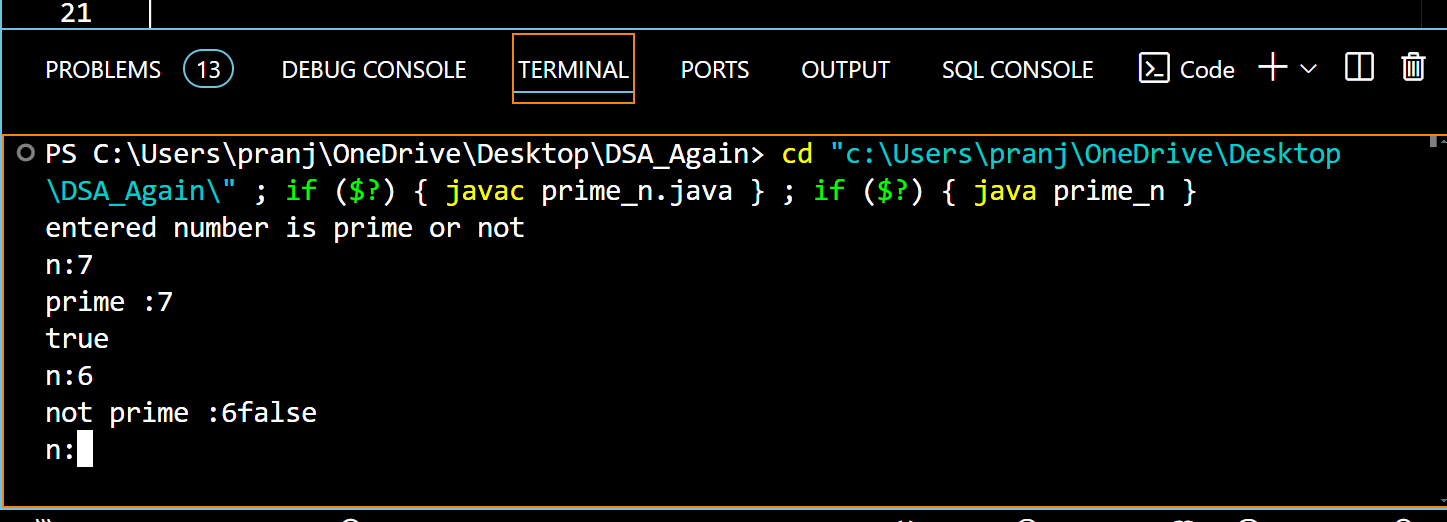 21
PROBLEMS 13 DEBUG CONSOLE TERMINAL PORTS OUTPUT SQL CONSOLE Code
PS C:\Users\pranj\OneDrive\Desktop\DSA_Again> cd "c:\Users\pranj\OneDrive\Desktop
\DSA_Again\" ; if ($?) { javac prime_n.java } ; if ($?) { java prime_n }
entered number is prime or not
n:7
prime :7
true
n:6
not prime :6false
n: